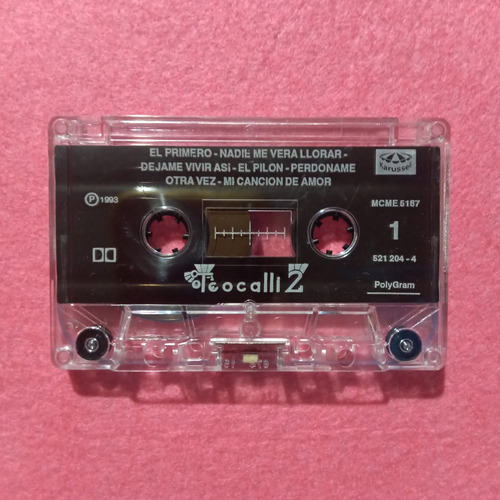 EL PRIMERO - NADIE ME VERA LLORAR -
DEJAME VIVIR ASi - EL PILON - PERDONAME
OTRA VEZ - MI CANCION DE AMOR
Karussell
℗ 1993
MCME 5167
1
521 204 - 4
Teocalli 2
PolyGram